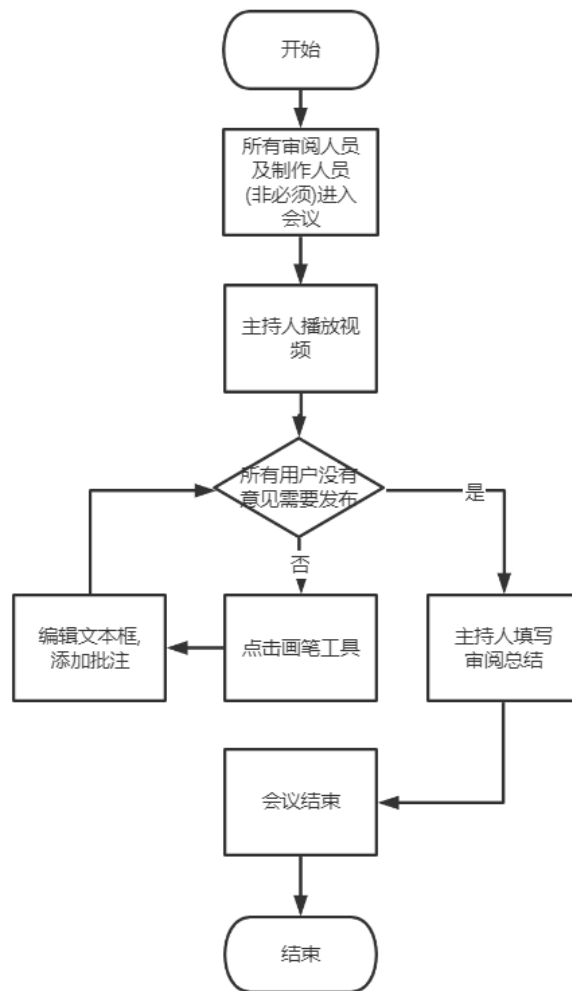 开始
所有审阅人员
及制作人员
(非必须)进入
会议
主持人播放视
频
所有用户没有
意见需要发布
是
否
编辑文本框,
添加批注
点击画笔工具
主持人填写
审阅总结
会议结束
结束